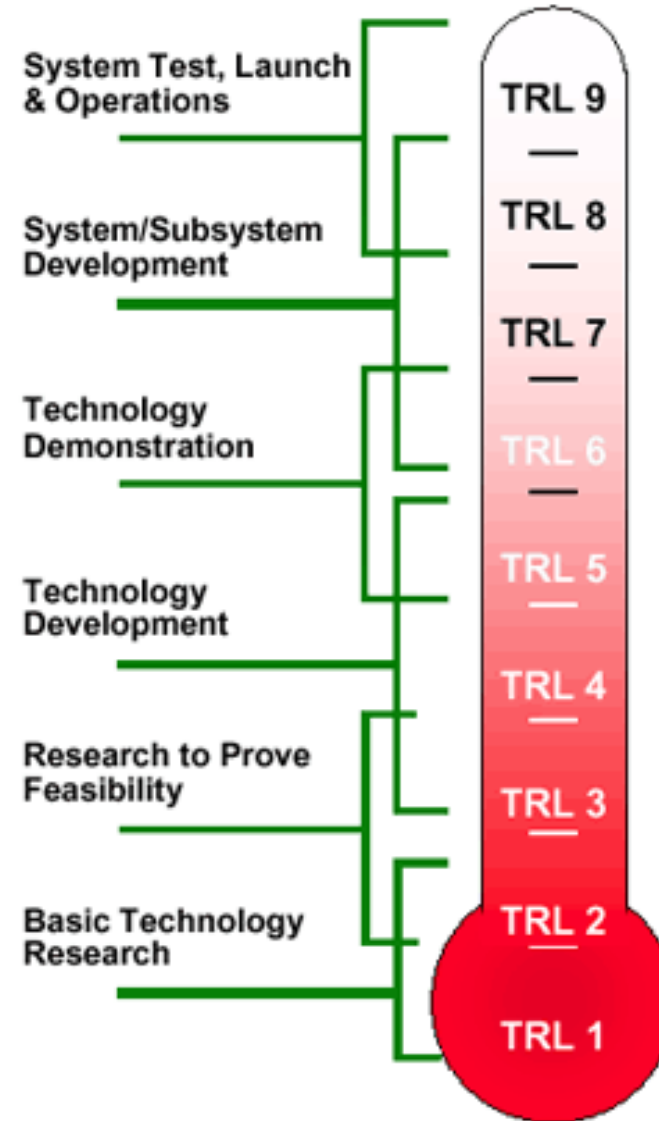 System Test, Launch
& Operations
System/Subsystem
Development
Technology
Demonstration
Technology
Development
Research to Prove
Feasibility
Basic Technology
Research
TRL 9
TRL 8
TRL 7
TRL 6
TRL 5
TRL 4
TRL 3
TRL 2
TRL 1